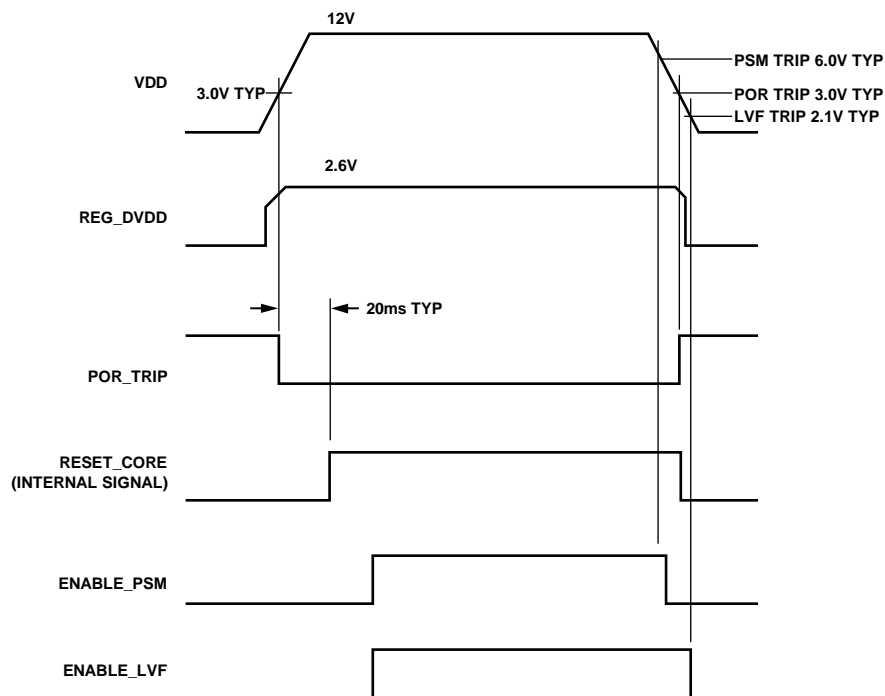 12V
VDD
3.0V TYP
PSM TRIP 6.0V TYP
POR TRIP 3.0V TYP
LVF TRIP 2.1V TYP
2.6V
REG_DVDD
20ms TYP
POR_TRIP
RESET_CORE
(INTERNAL SIGNAL)
ENABLE_PSM
ENABLE_LVF